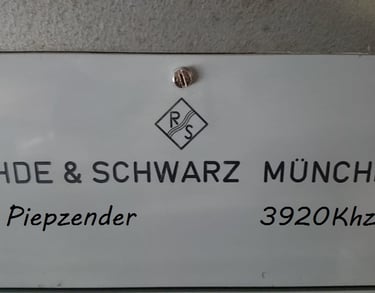 R
S
HDE & SCHWARZ MÜNCH
Piepzender 3920Khz